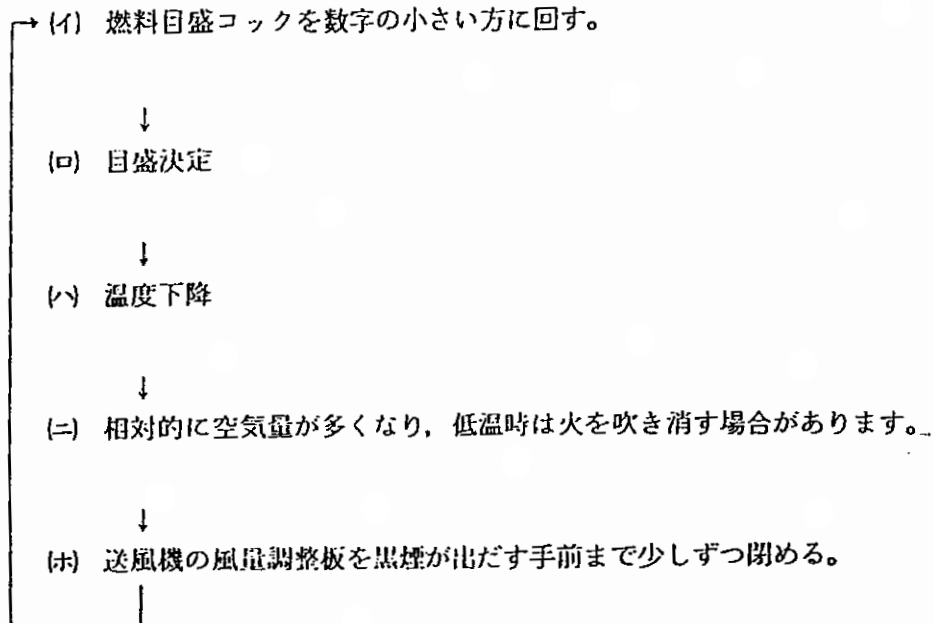 (イ) 燃料目盛コックを数字の小さい方に回す。
↓
(ロ) 目盛決定
↓
(ハ) 温度下降
↓
(ニ) 相対的に空気量が多くなり，低温時は火を吹き消す場合があります。
↓
(ホ) 送風機の風量調整板を黒煙が出だす手前まで少しずつ閉める。